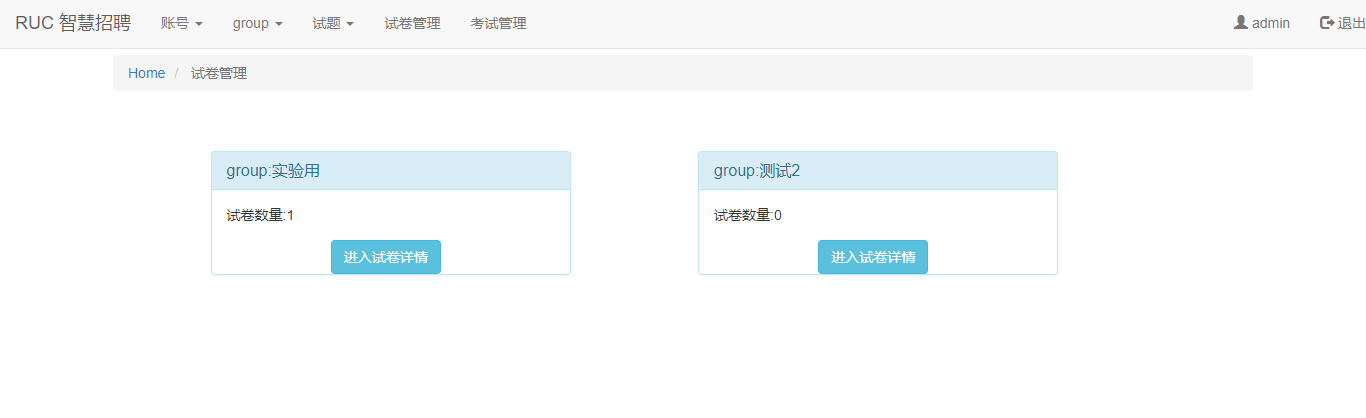 RUC 智慧招聘 账号 group 试题 试卷管理 考试管理 admin 退出
Home / 试卷管理
group:实验用 group:测试2
试卷数量:1 试卷数量:0
进入试卷详情 进入试卷详情